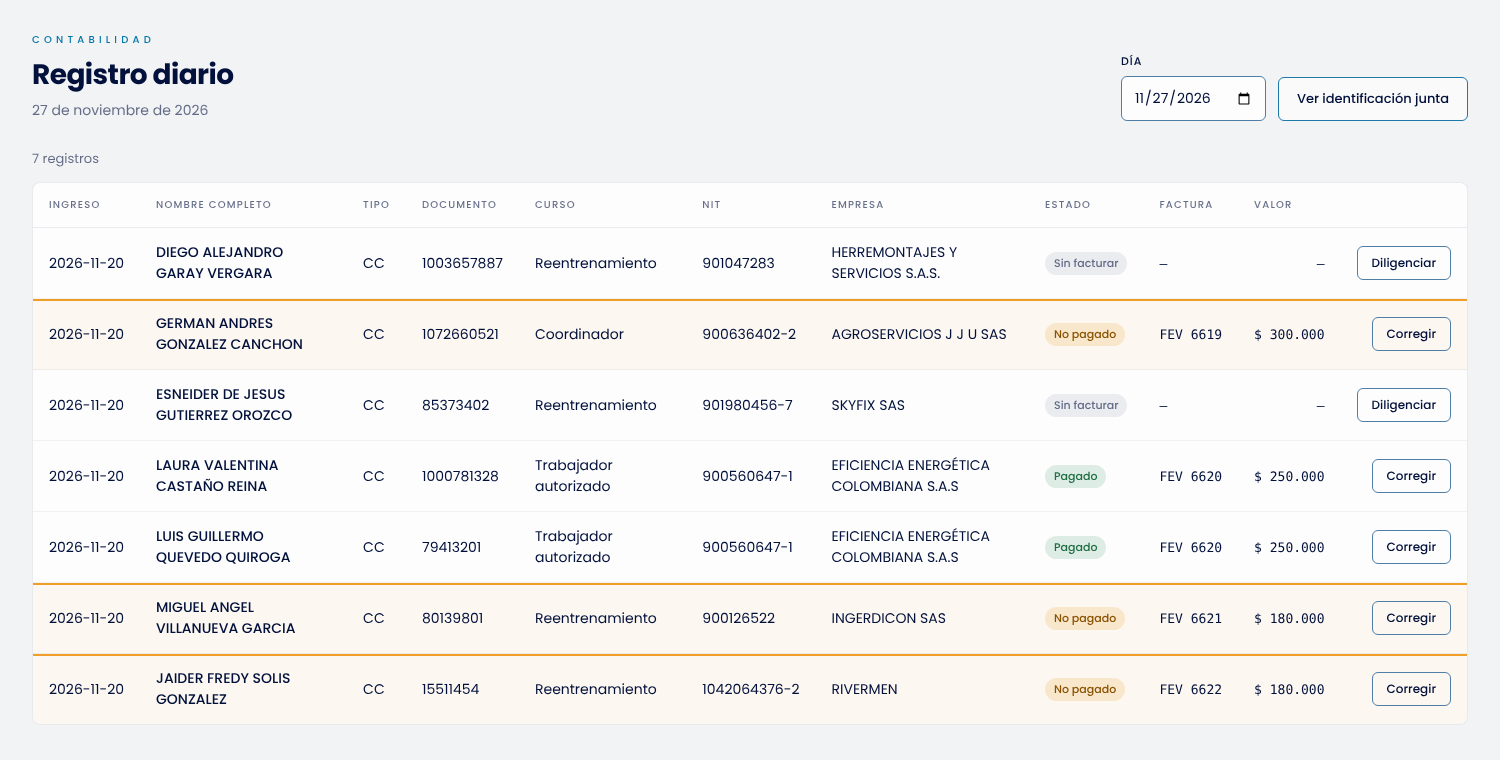 CONTABILIDAD
Registro diario
27 de noviembre de 2026
DÍA
11/27/2026
Ver identificación junta
7 registros
INGRESO NOMBRE COMPLETO TIPO DOCUMENTO CURSO NIT EMPRESA ESTADO FACTURA VALOR
2026-11-20 DIEGO ALEJANDRO GARAY VERGARA CC 1003657887 Reentrenamiento 901047283 HERREMONTAJES Y SERVICIOS S.A.S. Sin facturar — — Diligenciar
2026-11-20 GERMAN ANDRES GONZALEZ CANCHON CC 1072660521 Coordinador 900636402-2 AGROSERVICIOS J J U SAS No pagado FEV 6619 $ 300.000 Corregir
2026-11-20 ESNEIDER DE JESUS GUTIERREZ OROZCO CC 85373402 Reentrenamiento 901980456-7 SKYFIX SAS Sin facturar — — Diligenciar
2026-11-20 LAURA VALENTINA CASTAÑO REINA CC 1000781328 Trabajador autorizado 900560647-1 EFICIENCIA ENERGÉTICA COLOMBIANA S.A.S Pagado FEV 6620 $ 250.000 Corregir
2026-11-20 LUIS GUILLERMO QUEVEDO QUIROGA CC 79413201 Trabajador autorizado 900560647-1 EFICIENCIA ENERGÉTICA COLOMBIANA S.A.S Pagado FEV 6620 $ 250.000 Corregir
2026-11-20 MIGUEL ANGEL VILLANUEVA GARCIA CC 80139801 Reentrenamiento 900126522 INGERDICON SAS No pagado FEV 6621 $ 180.000 Corregir
2026-11-20 JAIDER FREDY SOLIS GONZALEZ CC 15511454 Reentrenamiento 1042064376-2 RIVERMEN No pagado FEV 6622 $ 180.000 Corregir